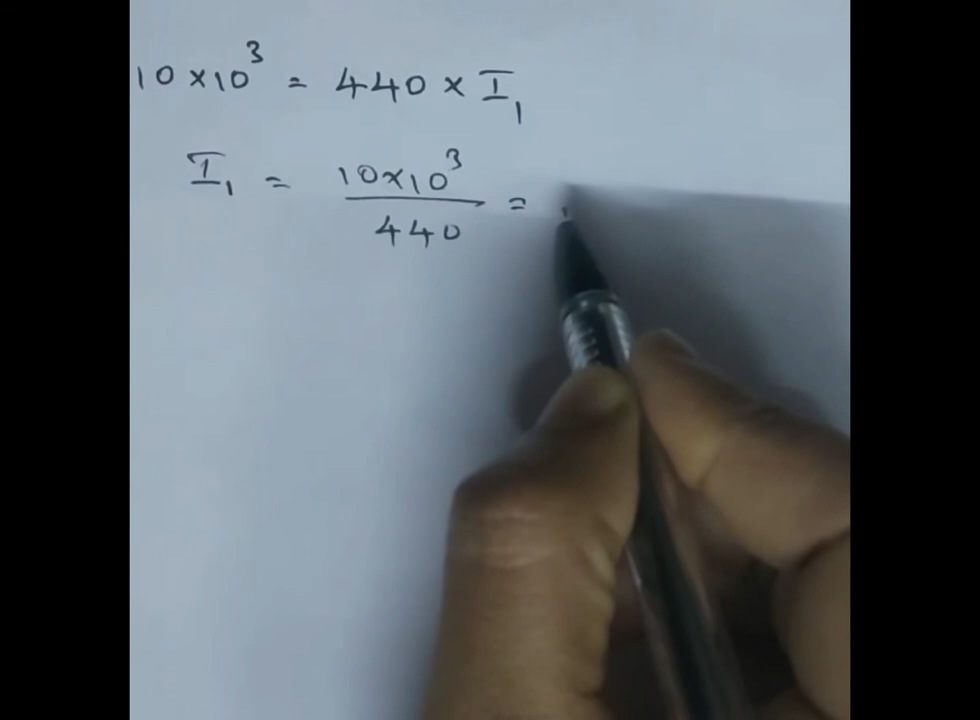 10 × 10³ = 440 × I₁
I₁ = 10×10³ / 440 =